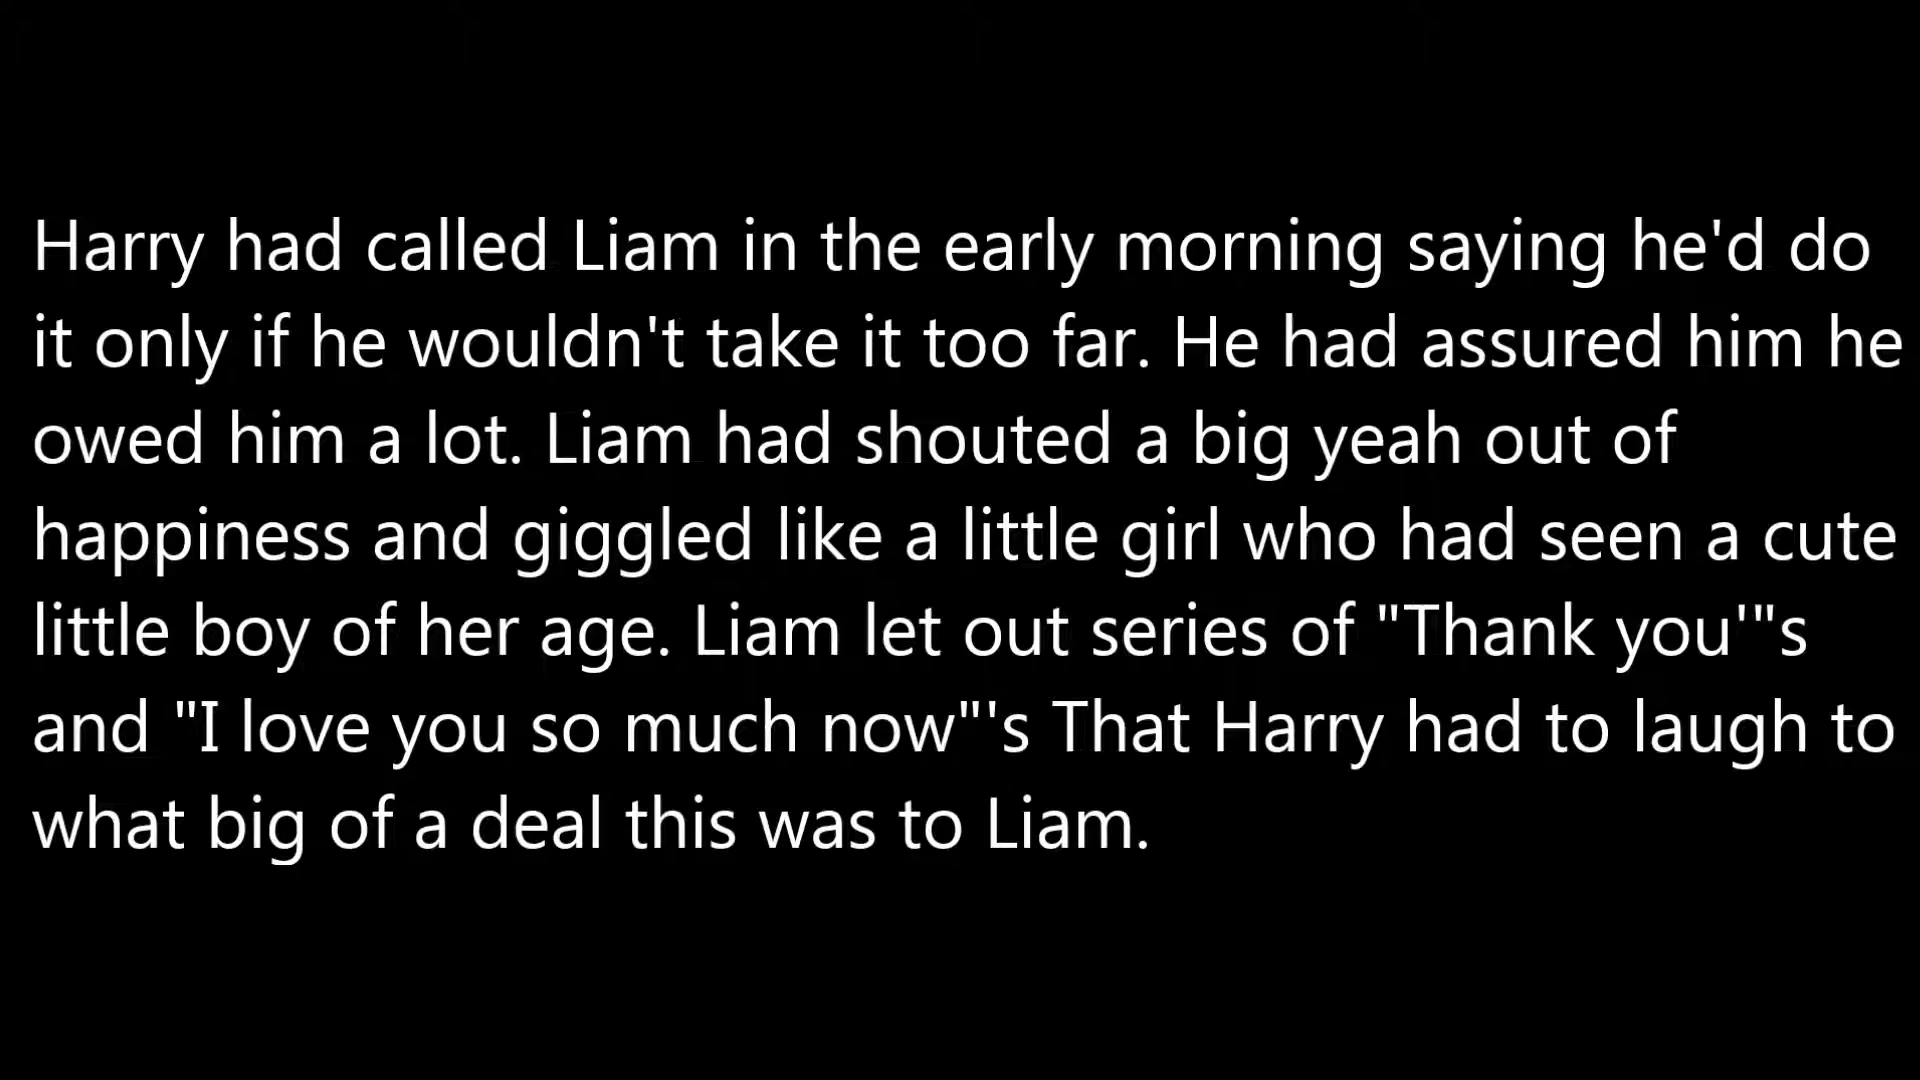 Harry had called Liam in the early morning saying he'd do
it only if he wouldn't take it too far. He had assured him he
owed him a lot. Liam had shouted a big yeah out of
happiness and giggled like a little girl who had seen a cute
little boy of her age. Liam let out series of "Thank you'"s
and "I love you so much now"'s That Harry had to laugh to
what big of a deal this was to Liam.